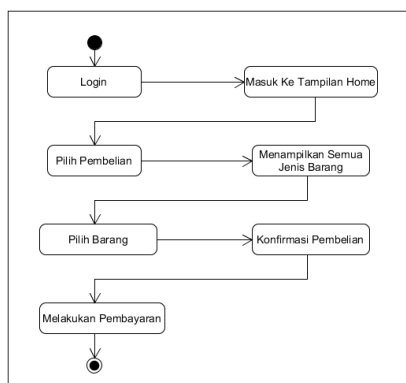 Login
Masuk Ke Tampilan Home
Pilih Pembelian
Menampilkan Semua
Jenis Barang
Pilih Barang
Konfirmasi Pembelian
Melakukan Pembayaran